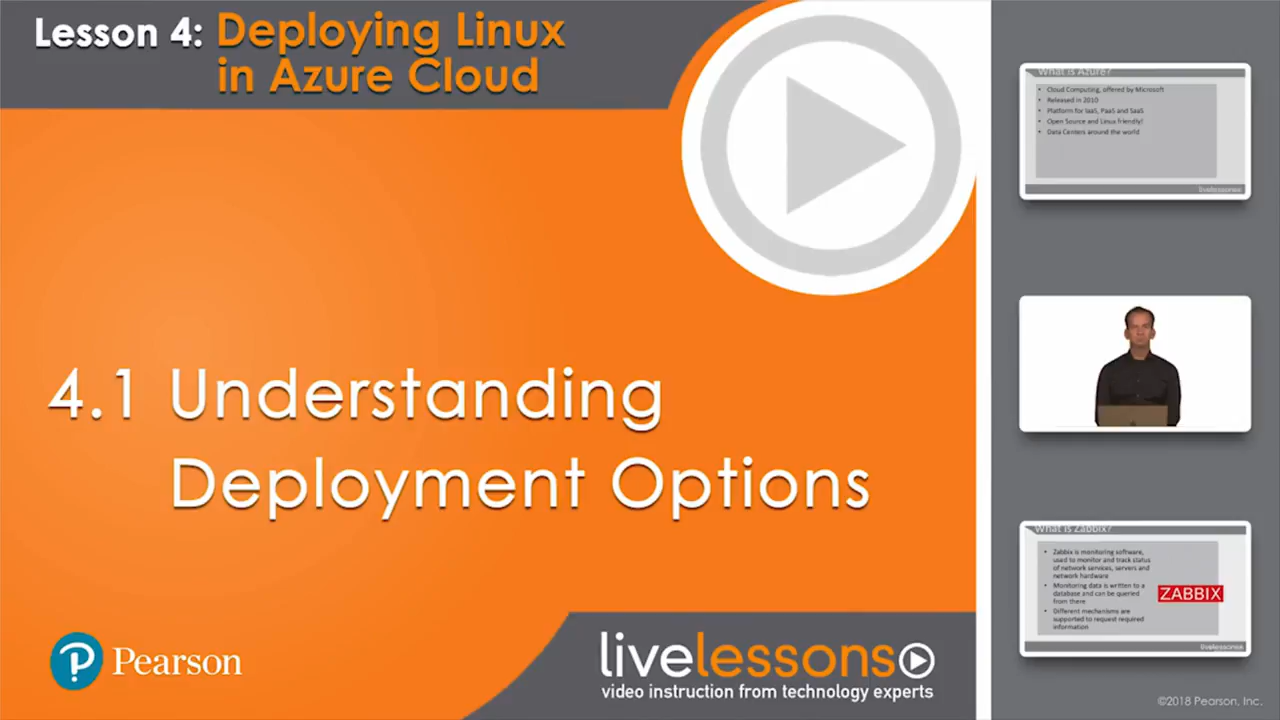 Lesson 4: Deploying Linux
in Azure Cloud
4.1 Understanding
Deployment Options
Pearson
livelessons
video instruction from technology experts
What is Azure?
• Cloud Computing, offered by Microsoft
• Released in 2010
• Platform for IaaS, PaaS and SaaS
• Open Source and Linux friendly!
• Data Centers around the world
livelessons
What is Zabbix?
• Zabbix is monitoring software,
used to monitor and track status
of network services, servers and
network hardware
• Monitoring data is written to a
database and can be queried
from there
• Different mechanisms are
supported to request required
information
ZABBIX
livelessons
©2018 Pearson, Inc.